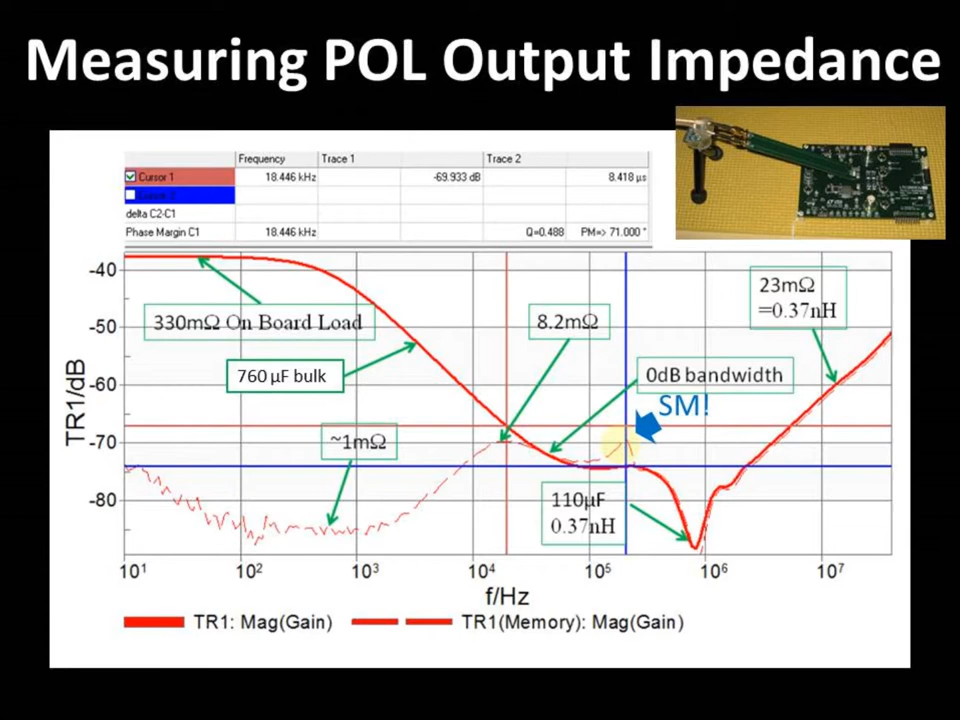 Measuring POL Output Impedance
Frequency Trace 1 Trace 2
Cursor 1 18.446 kHz -69.933 dB 8.418 µs
delta C2-C1
Phase Margin C1 18.446 kHz Q=0.488 PM=> 71.000 °
TR1/dB
-40
-50
-60
-70
-80
330mΩ On Board Load
760 µF bulk
~1mΩ
8.2mΩ
0dB bandwidth
SM!
23mΩ
=0.37nH
110µF
0.37nH
10¹ 10² 10³ 10⁴ 10⁵ 10⁶ 10⁷
f/Hz
TR1: Mag(Gain) TR1(Memory): Mag(Gain)